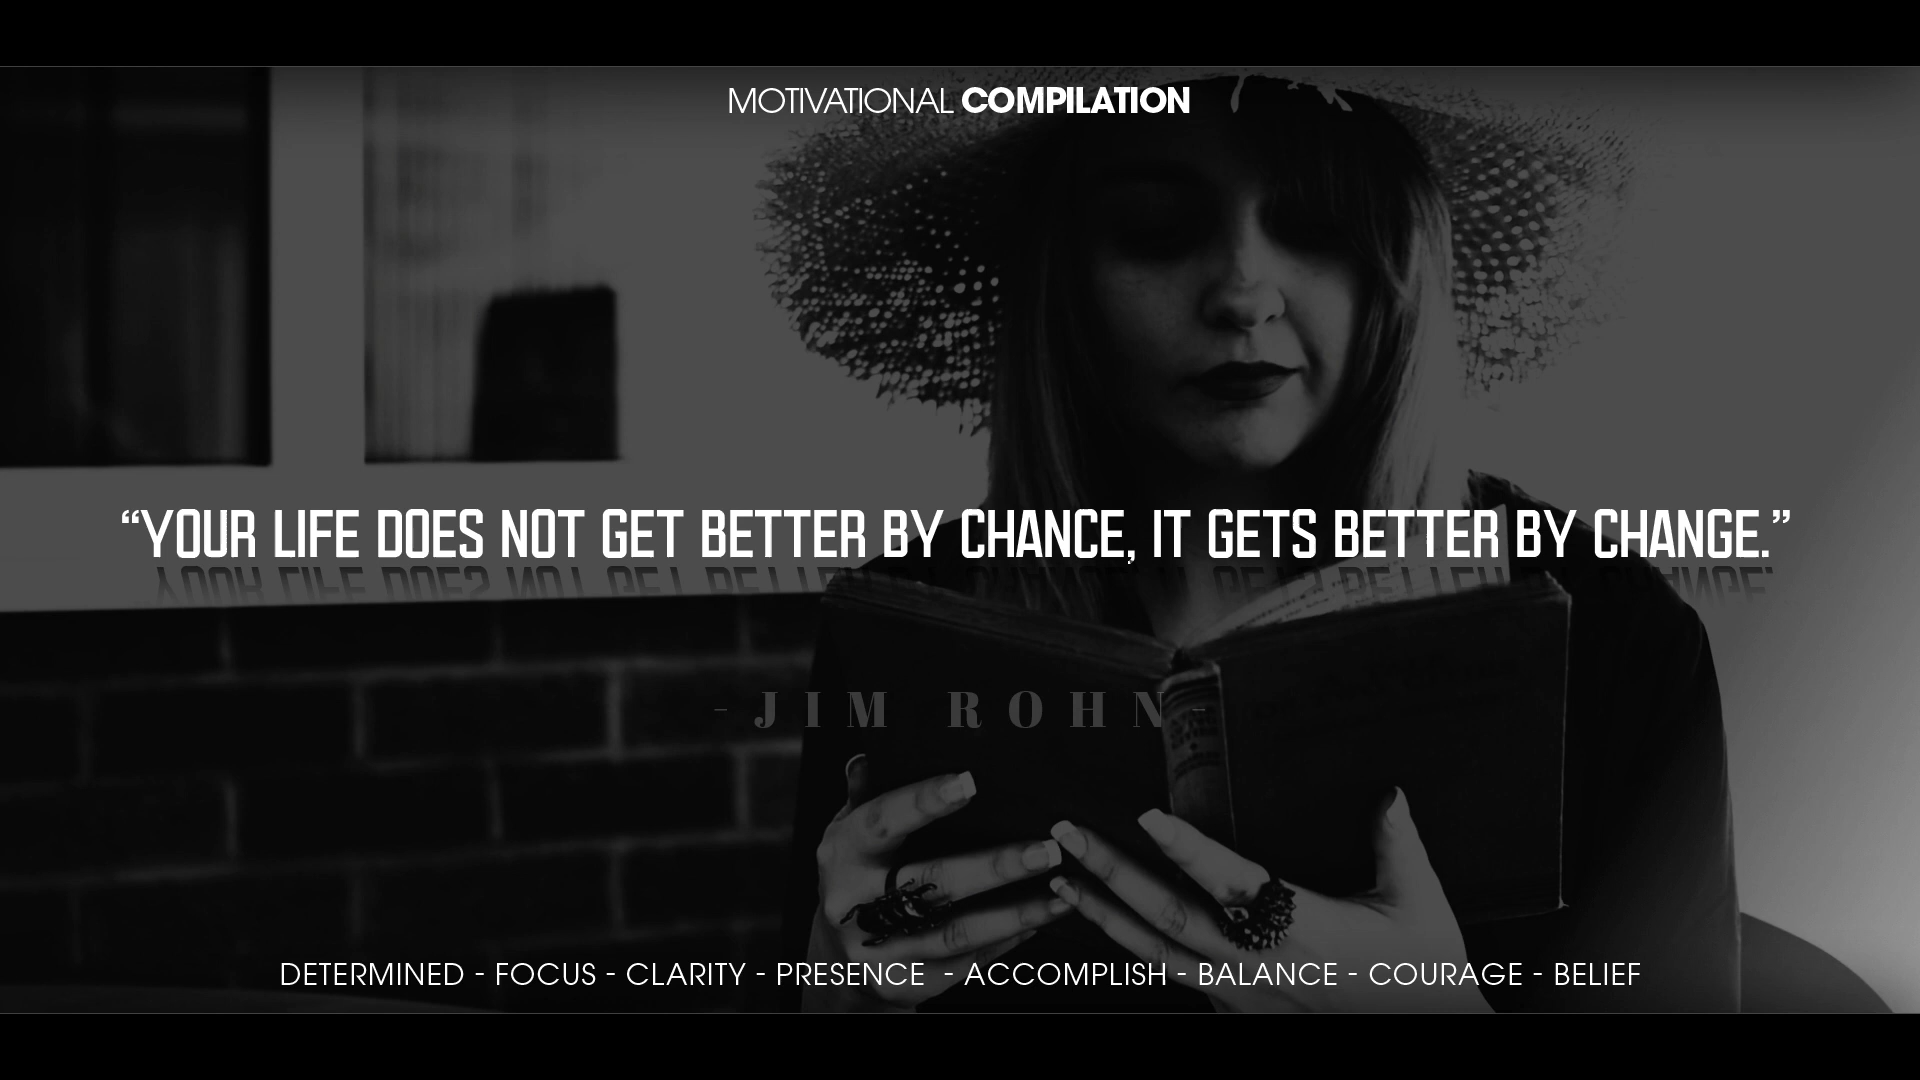 MOTIVATIONAL COMPILATION
“YOUR LIFE DOES NOT GET BETTER BY CHANCE, IT GETS BETTER BY CHANGE.”
- JIM ROHN -
DETERMINED - FOCUS - CLARITY - PRESENCE - ACCOMPLISH - BALANCE - COURAGE - BELIEF